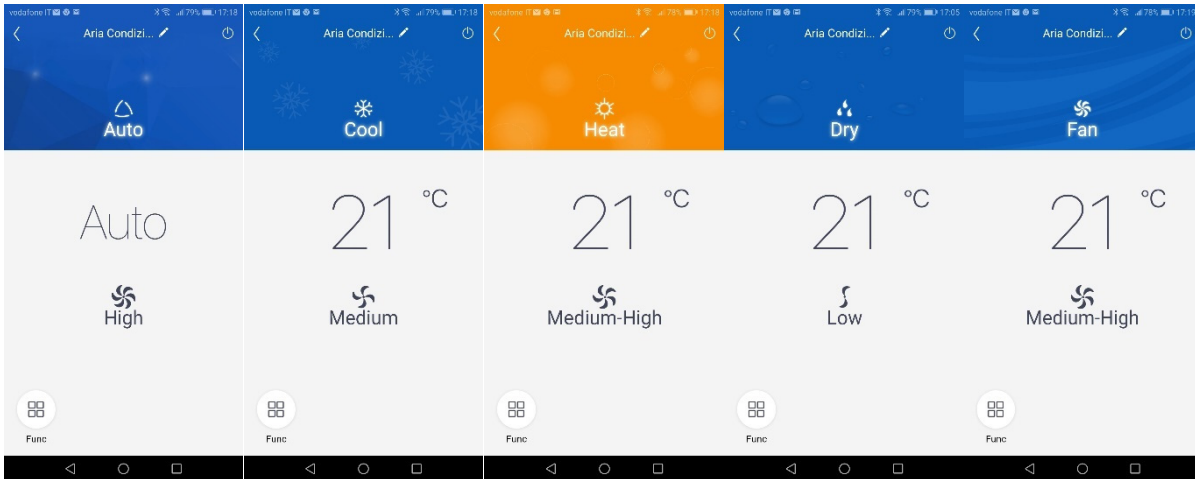 vodafone IT 79% 17:18
Aria Condizi...
Auto
Auto
High
Func
vodafone IT 79% 17:18
Aria Condizi...
Cool
21 °C
Medium
Func
vodafone IT 78% 17:18
Aria Condizi...
Heat
21 °C
Medium-High
Func
vodafone IT 79% 17:05
Aria Condizi...
Dry
21 °C
Low
Func
vodafone IT 78% 17:19
Aria Condizi...
Fan
21 °C
Medium-High
Func